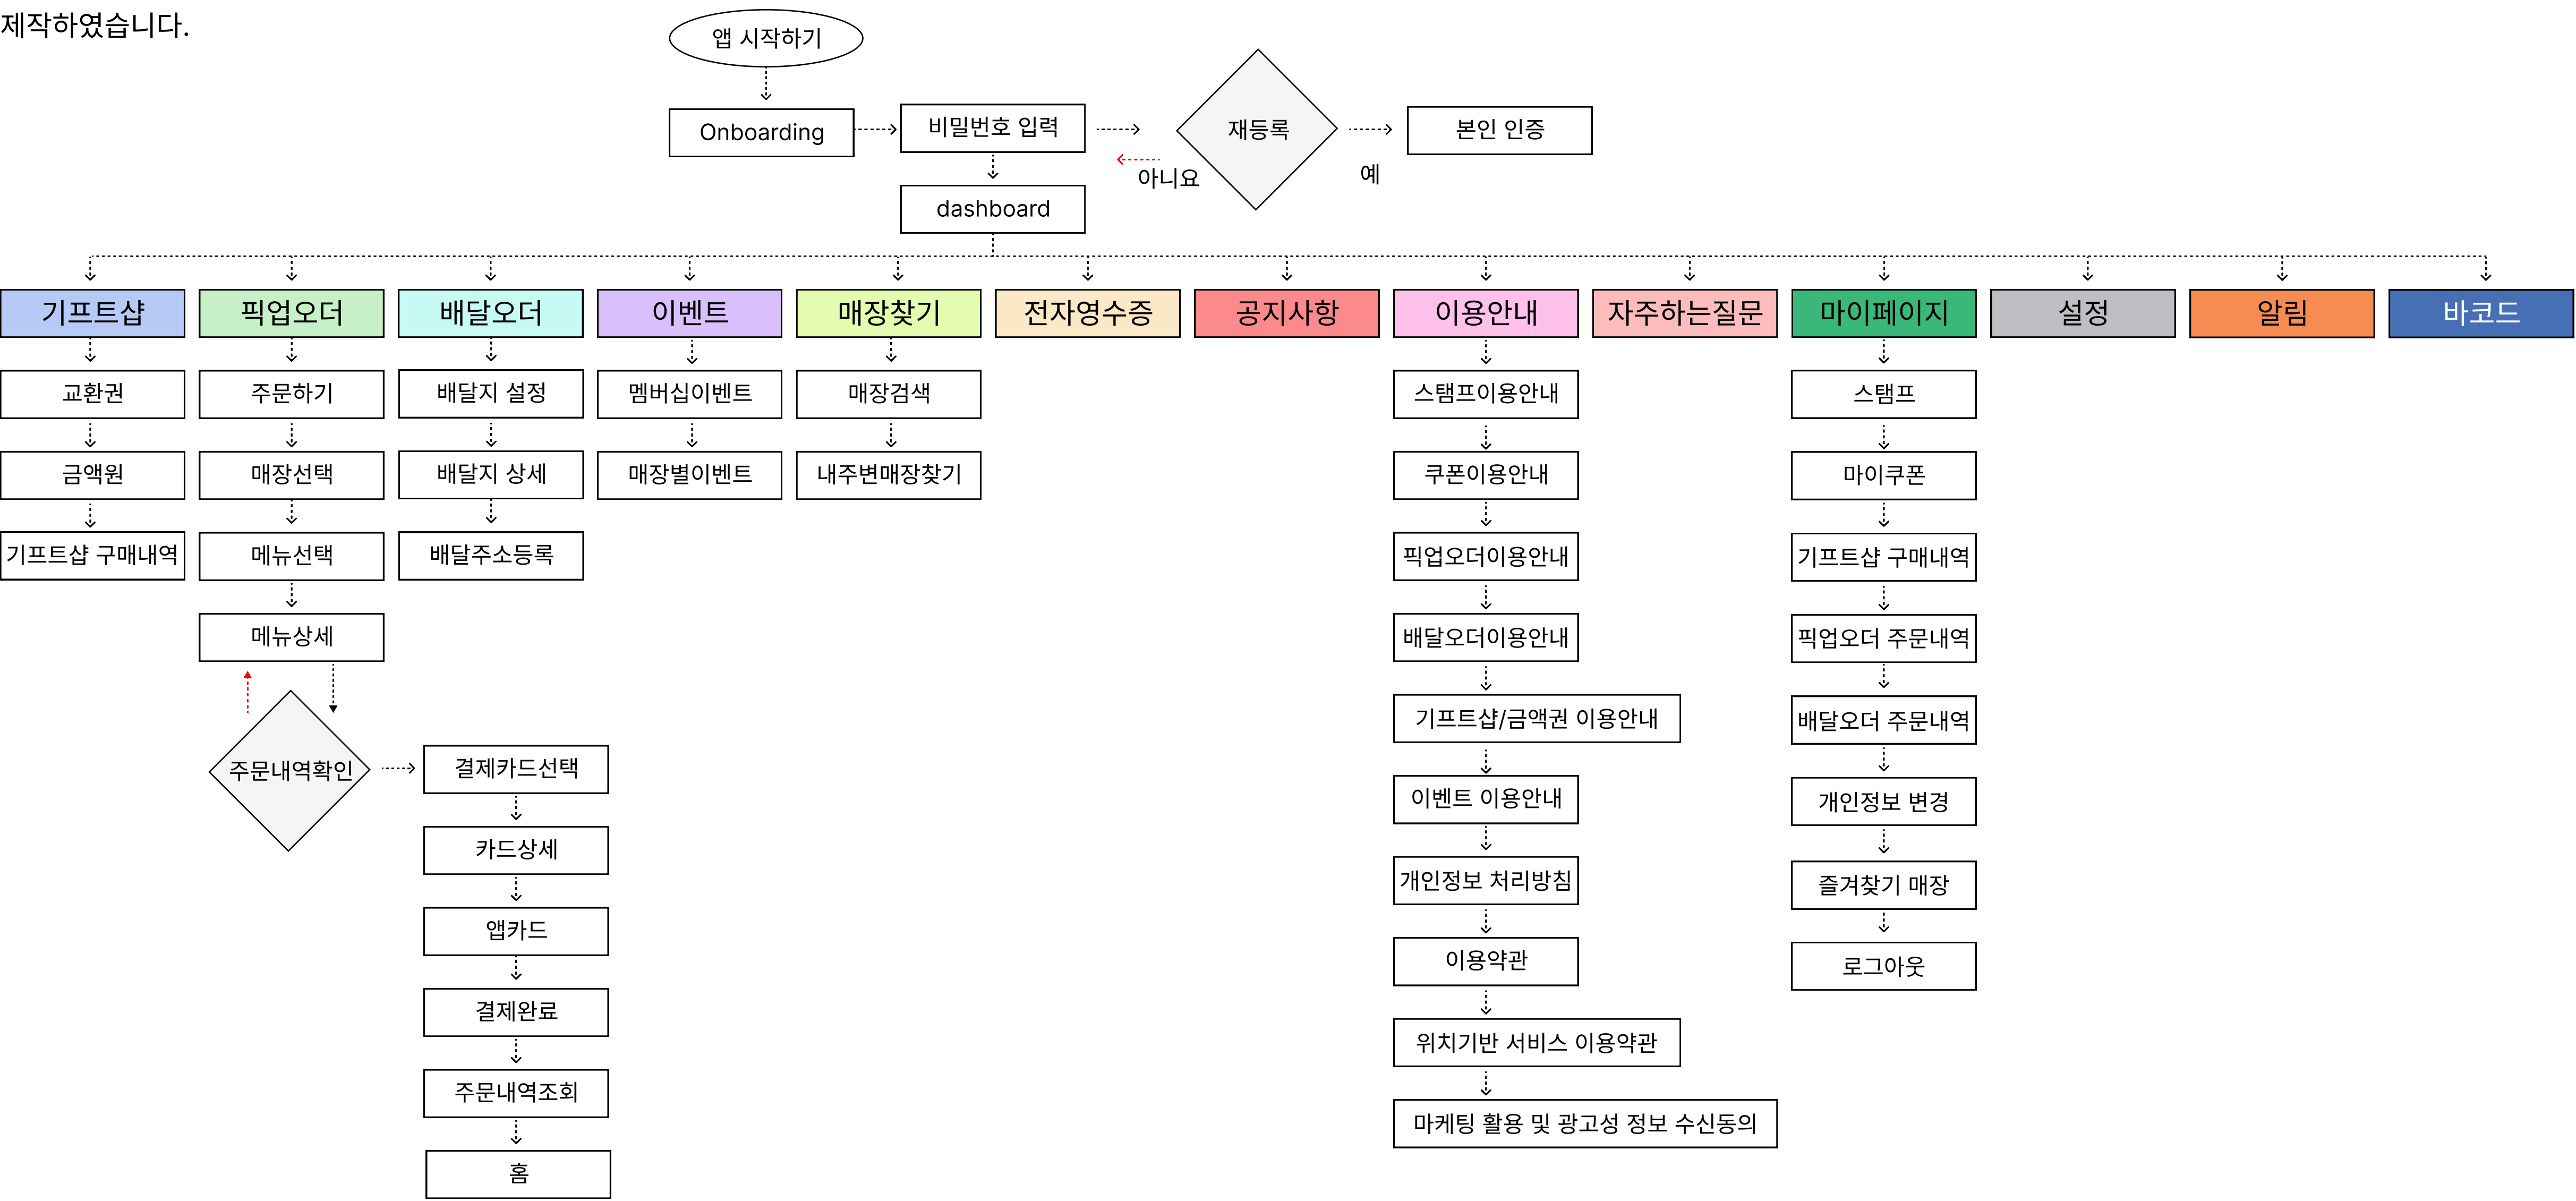 제작하였습니다.
앱 시작하기
Onboarding
비밀번호 입력
재등록
본인 인증
아니요
예
dashboard
기프트샵
픽업오더
배달오더
이벤트
매장찾기
전자영수증
공지사항
이용안내
자주하는질문
마이페이지
설정
알림
바코드
교환권
금액원
기프트샵 구매내역
주문하기
매장선택
메뉴선택
메뉴상세
주문내역확인
결제카드선택
카드상세
앱카드
결제완료
주문내역조회
홈
배달지 설정
배달지 상세
배달주소등록
멤버십이벤트
매장별이벤트
매장검색
내주변매장찾기
스탬프이용안내
쿠폰이용안내
픽업오더이용안내
배달오더이용안내
기프트샵/금액권 이용안내
이벤트 이용안내
개인정보 처리방침
이용약관
위치기반 서비스 이용약관
마케팅 활용 및 광고성 정보 수신동의
스탬프
마이쿠폰
기프트샵 구매내역
픽업오더 주문내역
배달오더 주문내역
개인정보 변경
즐겨찾기 매장
로그아웃